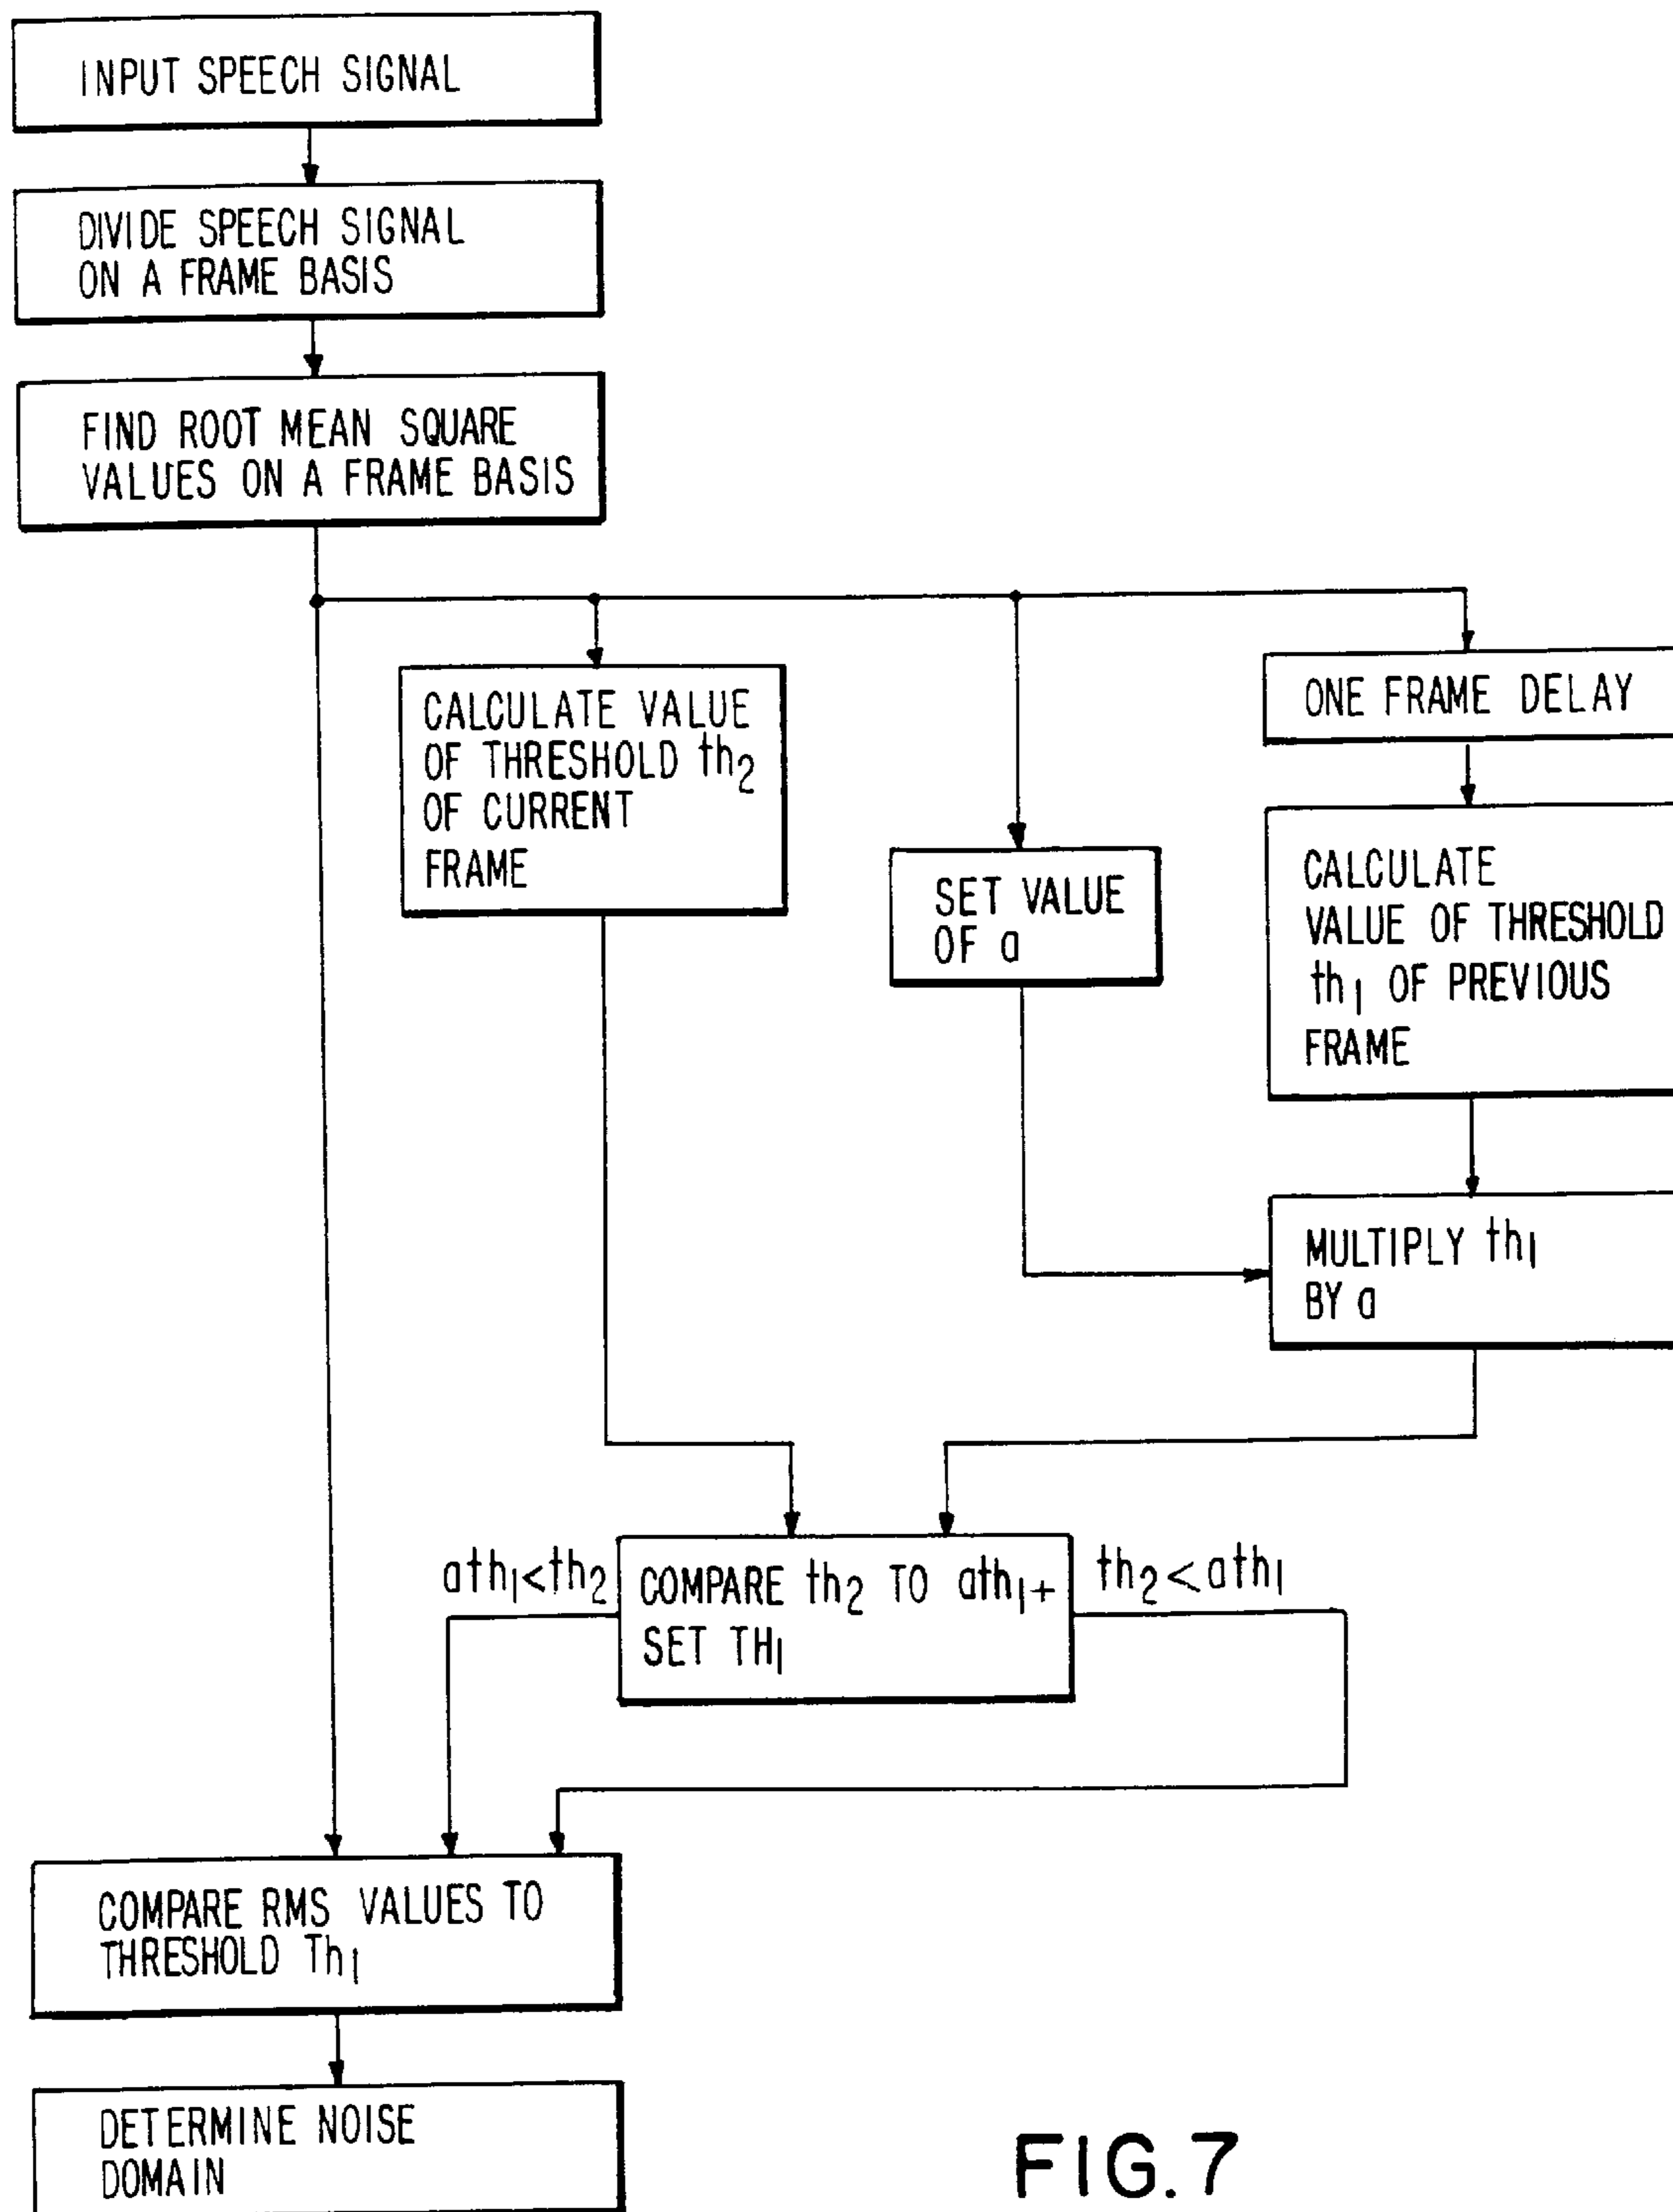 INPUT SPEECH SIGNAL
DIVIDE SPEECH SIGNAL
ON A FRAME BASIS
FIND ROOT MEAN SQUARE
VALUES ON A FRAME BASIS
CALCULATE VALUE
OF THRESHOLD th₂
OF CURRENT
FRAME
SET VALUE
OF a
ONE FRAME DELAY
CALCULATE
VALUE OF THRESHOLD
th₁ OF PREVIOUS
FRAME
MULTIPLY th₁
BY a
ath₁<th₂
COMPARE th₂ TO ath₁+
SET TH₁
th₂<ath₁
COMPARE RMS VALUES TO
THRESHOLD Th₁
DETERMINE NOISE
DOMAIN
FIG.7